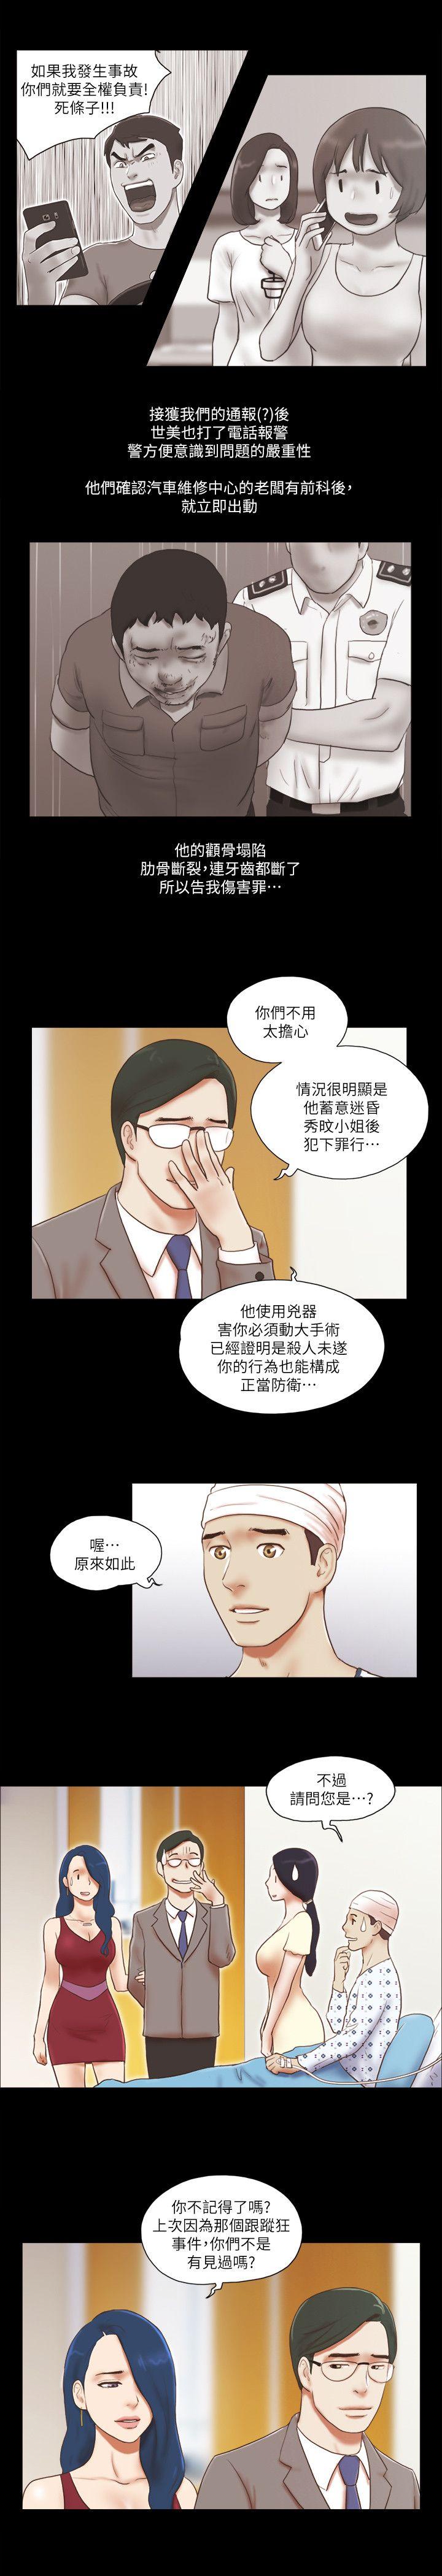 如果我發生事故
你們就要全權負責!
死條子!!!
接獲我們的通報(?)後
世美也打了電話報警
警方便意識到問題的嚴重性
他們確認汽車維修中心的老闆有前科後,
就立即出動
他的顴骨塌陷
肋骨斷裂,連牙齒都斷了
所以告我傷害罪⋯
你們不用
太擔心
情況很明顯是
他蓄意迷昏
秀旼小姐後
犯下罪行⋯
他使用兇器
害你必須動大手術
已經證明是殺人未遂
你的行為也能構成
正當防衛⋯
喔⋯
原來如此
不過
請問您是⋯?
你不記得了嗎?
上次因為那個跟蹤狂
事件,你們不是
有見過嗎?